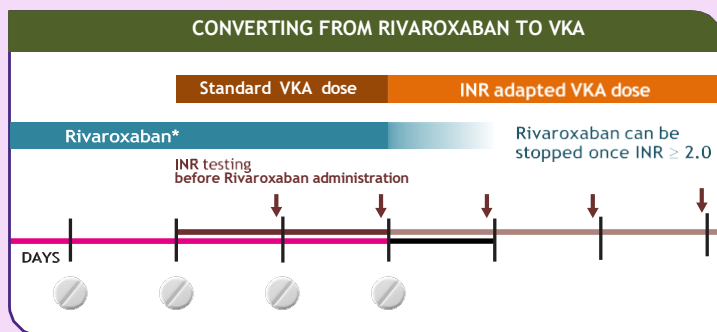 CONVERTING FROM RIVAROXABAN TO VKA
Standard VKA dose
INR adapted VKA dose
Rivaroxaban*
Rivaroxaban can be
stopped once INR ≥ 2.0
INR testing
before Rivaroxaban administration
DAYS